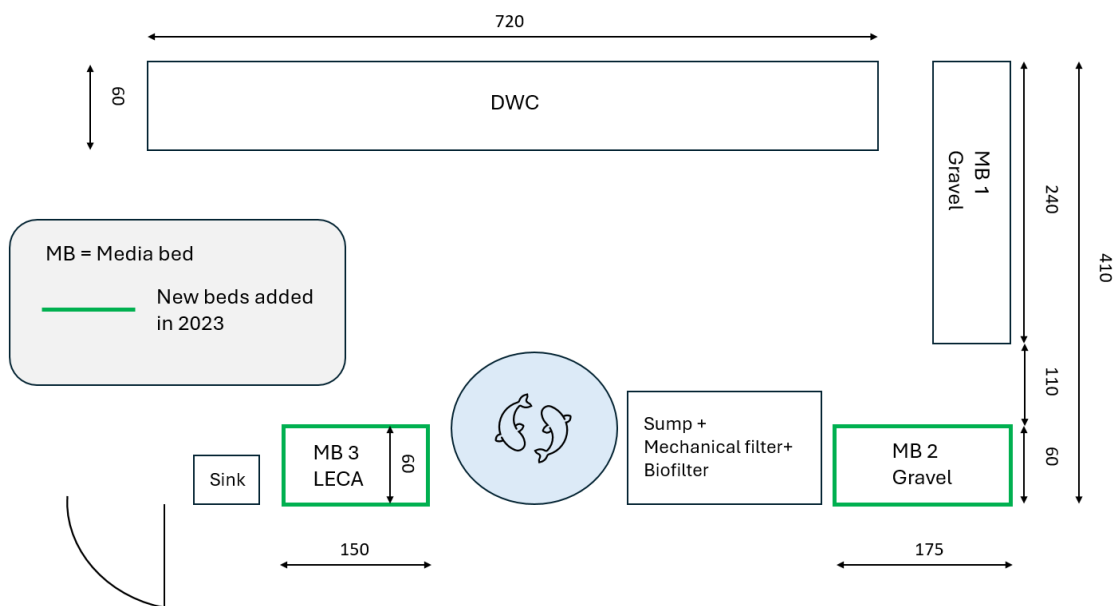 720
60
DWC
MB 1
Gravel
240
410
MB = Media bed
New beds added
in 2023
110
Sink
MB 3
LECA
60
Sump +
Mechanical filter+
Biofilter
MB 2
Gravel
60
150
175